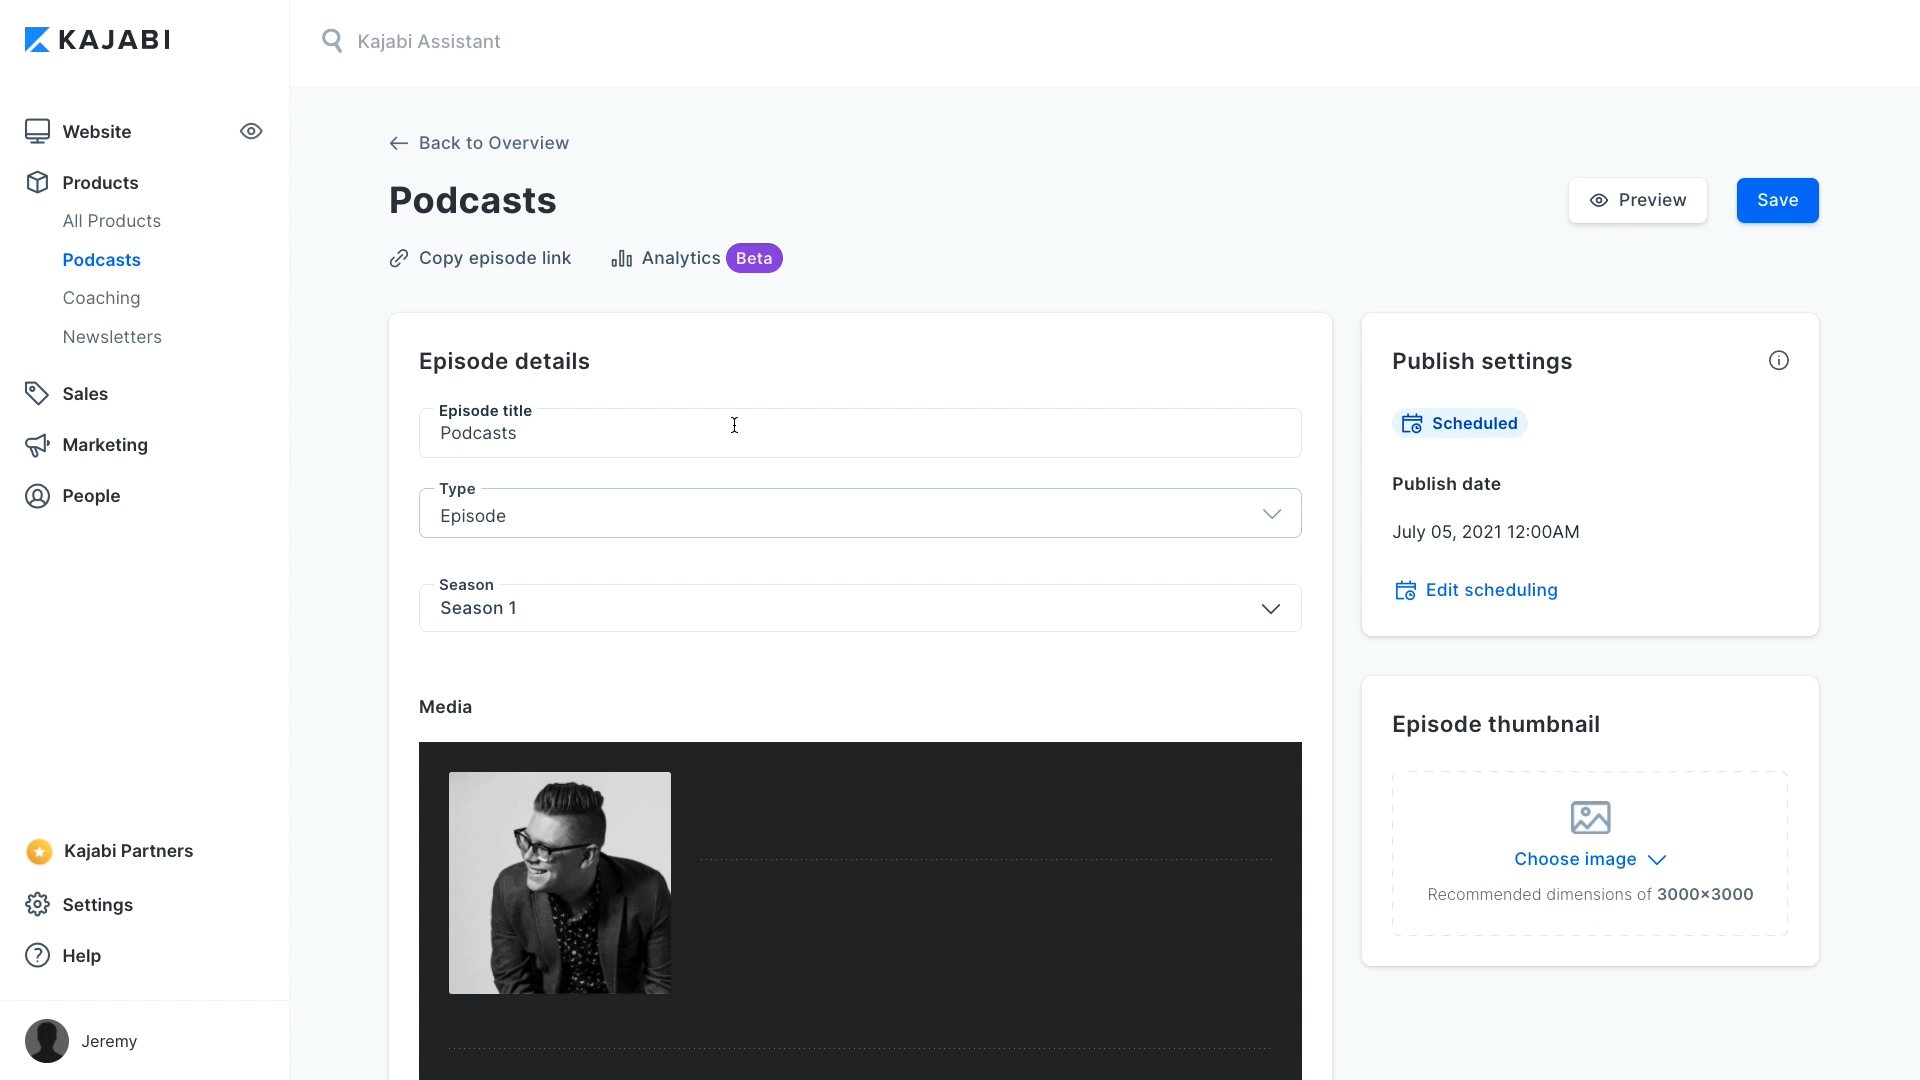 KAJABI
Kajabi Assistant
Website
Products
All Products
Podcasts
Coaching
Newsletters
Sales
Marketing
People
Kajabi Partners
Settings
Help
Jeremy
Back to Overview
Podcasts
Preview
Save
Copy episode link
Analytics Beta
Episode details
Episode title
Podcasts
Type
Episode
Season
Season 1
Media
Publish settings
Scheduled
Publish date
July 05, 2021 12:00AM
Edit scheduling
Episode thumbnail
Choose image
Recommended dimensions of 3000×3000